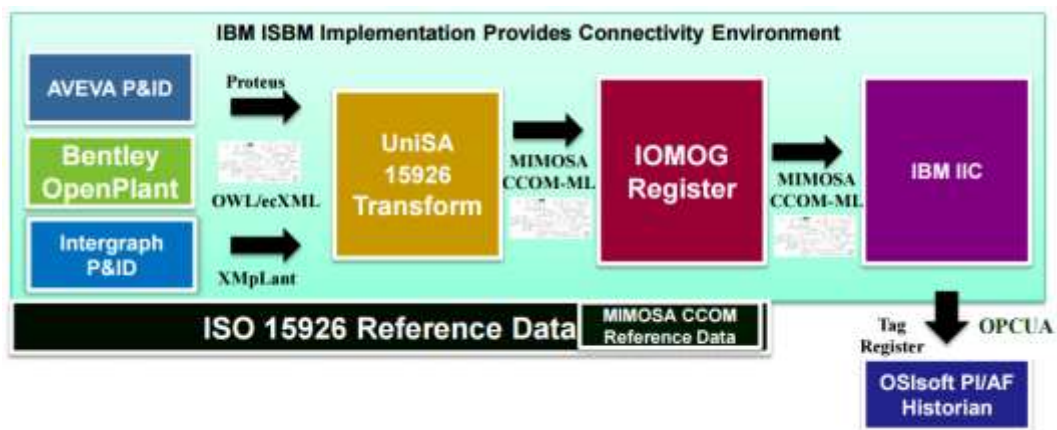 IBM ISBM Implementation Provides Connectivity Environment
AVEVA P&ID
Bentley
OpenPlant
Intergraph
P&ID
Proteus
OWL/ecXML
XMpLant
UniSA
15926
Transform
MIMOSA
CCOM-ML
IOMOG
Register
MIMOSA
CCOM-ML
IBM IIC
ISO 15926 Reference Data
MIMOSA CCOM
Reference Data
Tag
Register
OPCUA
OSIsoft PI/AF
Historian